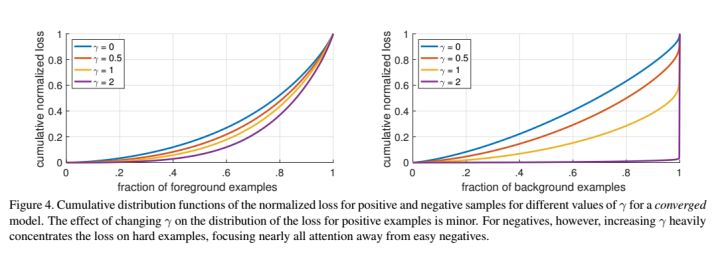 cumulative normalized loss
1
0.8
0.6
0.4
0.2
0
γ = 0
γ = 0.5
γ = 1
γ = 2
0 .2 .4 .6 .8 1
fraction of foreground examples
cumulative normalized loss
1
0.8
0.6
0.4
0.2
0
γ = 0
γ = 0.5
γ = 1
γ = 2
0 .2 .4 .6 .8 1
fraction of background examples
Figure 4. Cumulative distribution functions of the normalized loss for positive and negative samples for different values of γ for a converged
model. The effect of changing γ on the distribution of the loss for positive examples is minor. For negatives, however, increasing γ heavily
concentrates the loss on hard examples, focusing nearly all attention away from easy negatives.